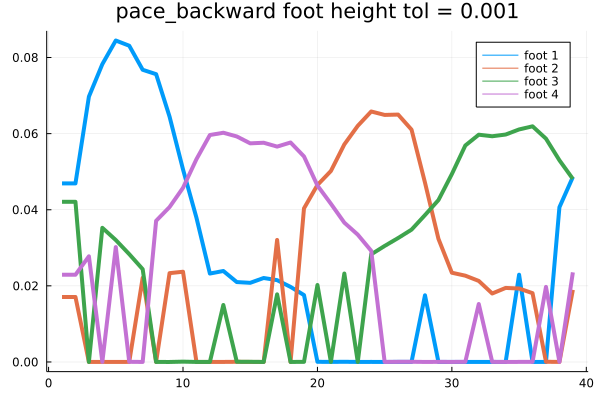 pace_backward foot height tol = 0.001
foot 1
foot 2
foot 3
foot 4
0.08
0.06
0.04
0.02
0.00
0 10 20 30 40